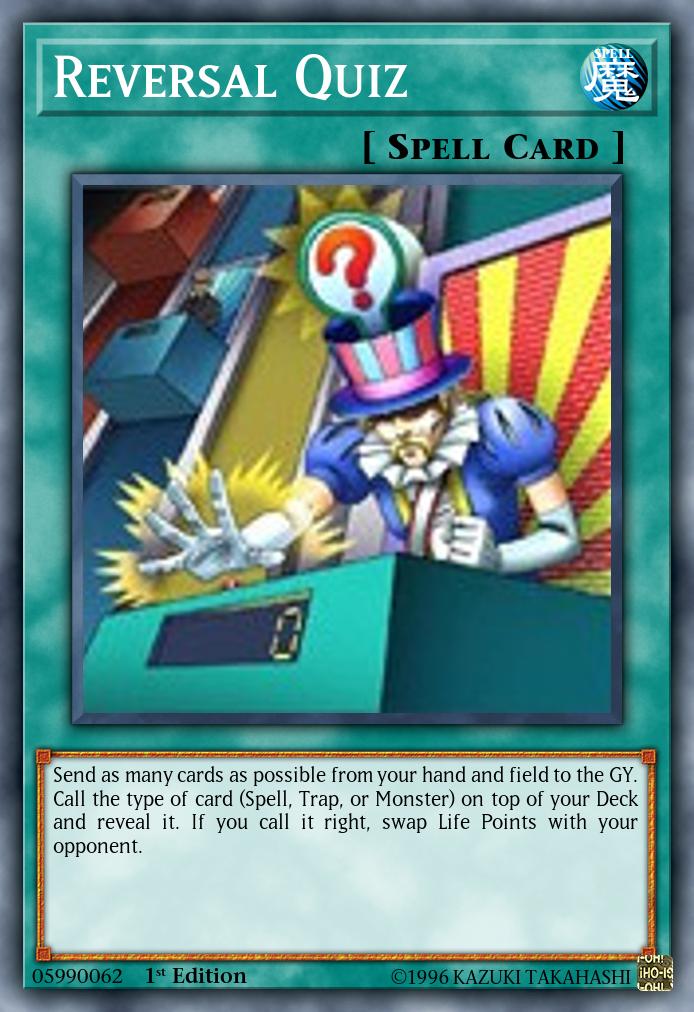 REVERSAL QUIZ
SPELL
魔
[ SPELL CARD ]
?
0
Send as many cards as possible from your hand and field to the GY.
Call the type of card (Spell, Trap, or Monster) on top of your Deck
and reveal it. If you call it right, swap Life Points with your
opponent.
05990062 1st Edition ©1996 KAZUKI TAKAHASHI